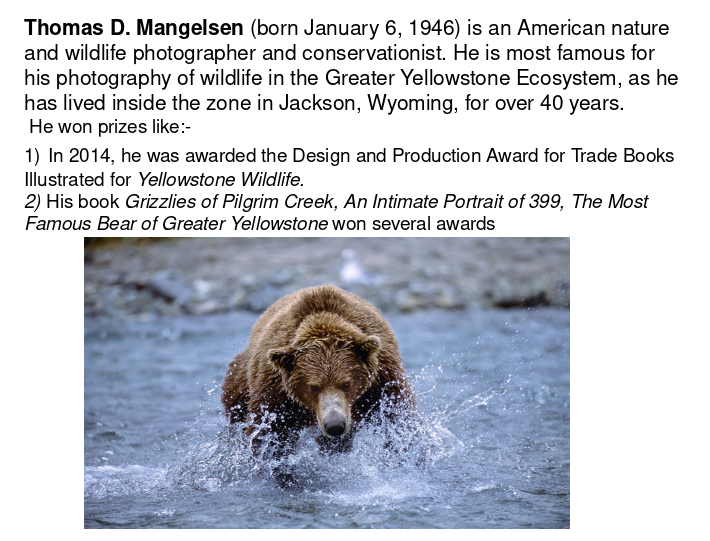 Thomas D. Mangelsen (born January 6, 1946) is an American nature
and wildlife photographer and conservationist. He is most famous for
his photography of wildlife in the Greater Yellowstone Ecosystem, as he
has lived inside the zone in Jackson, Wyoming, for over 40 years.
He won prizes like:-
1) In 2014, he was awarded the Design and Production Award for Trade Books
Illustrated for Yellowstone Wildlife.
2) His book Grizzlies of Pilgrim Creek, An Intimate Portrait of 399, The Most
Famous Bear of Greater Yellowstone won several awards